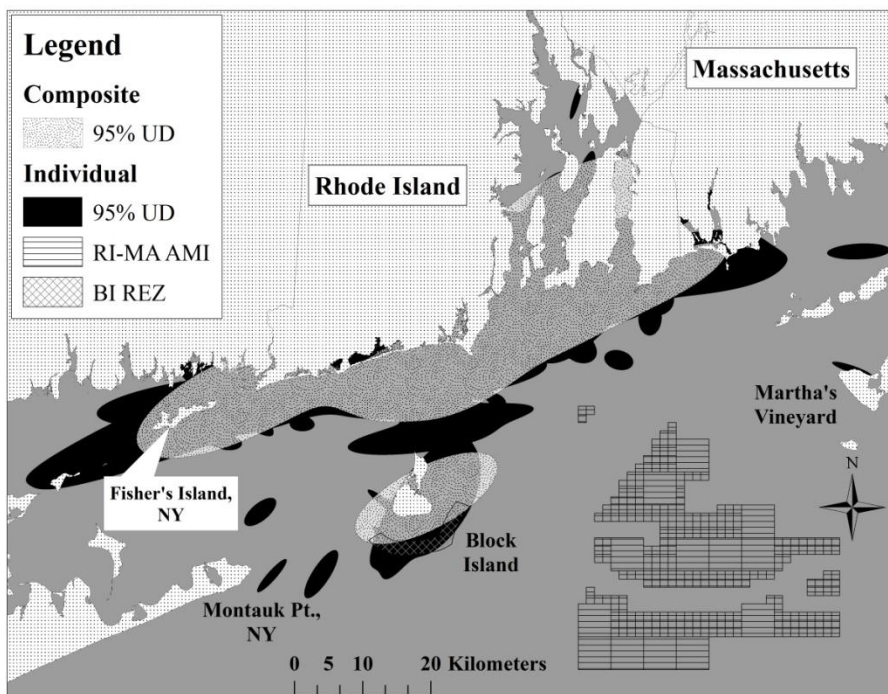 Legend
Composite
95% UD
Individual
95% UD
RI-MA AMI
BI REZ
Massachusetts
Rhode Island
Martha's
Vineyard
N
Fisher's Island,
NY
Block
Island
Montauk Pt.,
NY
0 5 10 20 Kilometers